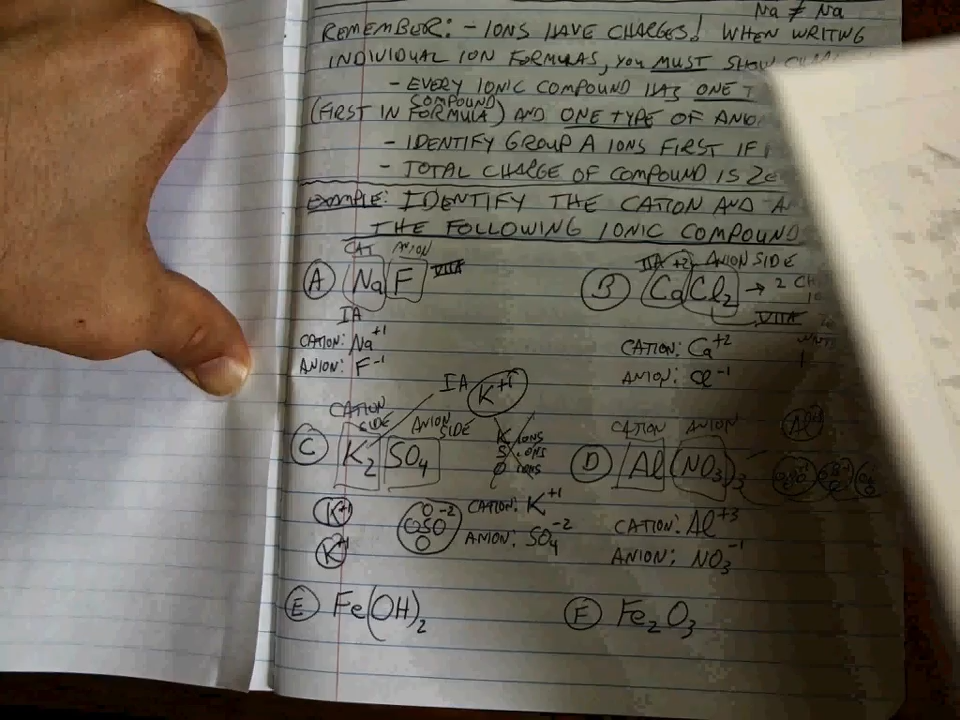 Na ≠ Na
REMEMBER: - IONS HAVE CHARGES! WHEN WRITING
INDIVIDUAL ION FORMULAS, YOU MUST SHOW
- EVERY IONIC COMPOUND HAS ONE T
COMPOUND
(FIRST IN FORMULA) AND ONE TYPE OF ANIO
- IDENTIFY GROUP A IONS FIRST IF
- TOTAL CHARGE OF COMPOUND IS ZE
EXAMPLE: IDENTIFY THE CATION AND A
THE FOLLOWING IONIC COMPOUND
CAT ANION
A NaF VIIA
IA
CATION: Na+1
ANION: F-1
IIA +2 ANION SIDE
B CaCl2 → 2 CH
VIIA
CATION: Ca+2
ANION: Cl-1
IA K+1
CATION SIDE ANION SIDE
C K2SO4
K IONS
S IONS
O IONS
K+1
K+1
O -2
OSO
O
CATION: K+1
ANION: SO4-2
CATION ANION Al+3
D Al(NO3)3
CATION: Al+3
ANION: NO3-1
E Fe(OH)2
F Fe2O3